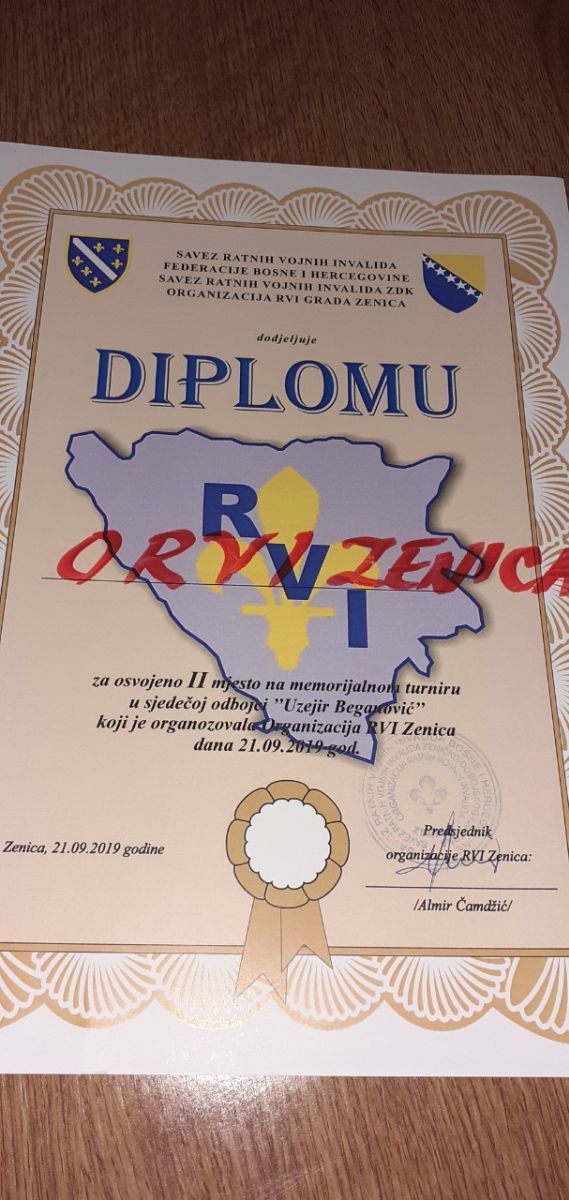 SAVEZ RATNIH VOJNIH INVALIDA
FEDERACIJE BOSNE I HERCEGOVINE
SAVEZ RATNIH VOJNIH INVALIDA ZDK
ORGANIZACIJA RVI GRADA ZENICA
dodjeljuje
DIPLOMU
R
V
I
ORVI ZENICA
za osvojeno II mjesto na memorijalnom turniru
u sjedećoj odbojci "Uzejir Beganović"
koji je organozovala Organizacija RVI Zenica
dana 21.09.2019 god.
Zenica, 21.09.2019 godine
Predsjednik
organizacije RVI Zenica:
/Almir Čamdžić/